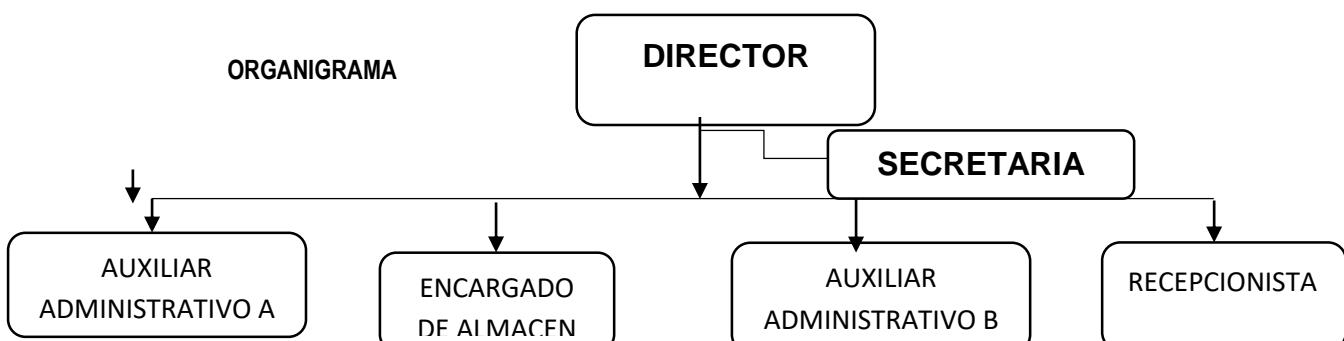 DIRECTOR
ORGANIGRAMA
SECRETARIA
AUXILIAR
ADMINISTRATIVO A
ENCARGADO
DE ALMACEN
AUXILIAR
ADMINISTRATIVO B
RECEPCIONISTA